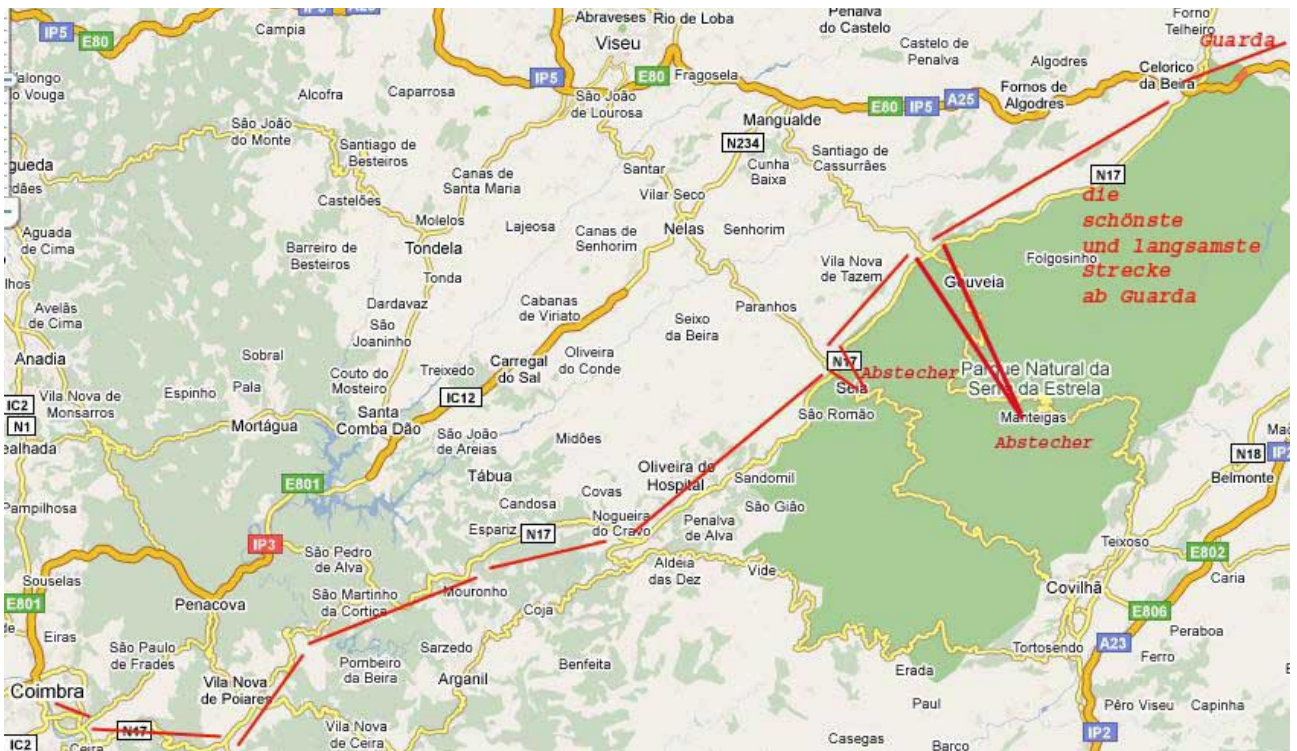 Abraveses
Rio de Loba
Penalva
do Castelo
Forno
Telheiro
IP5
E80
Campia
Viseu
Castelo de
Penalva
Guarda
Celorico
da Beira
Algodres
Fornos de
Algodres
IP5
E80
Fragosela
E80
IP5
A25
Alcofra
Caparrosa
São João
de Lourosa
São João
do Monte
Mangualde
N234
Santiago de
Besteiros
Santar
Cunha
Baixa
Santiago de
Cassurrães
Canas de
Santa Maria
N17
Castelões
Vilar Seco
die
schönste
und langsamste
strecke
ab Guarda
Molelos
Lajeosa
Nelas
Senhorim
Aguada
de Cima
Barreiro de
Besteiros
Tondela
Canas de
Senhorim
Vila Nova
de Tazem
Folgosinho
Tonda
Gouveia
Avelãs
de Cima
Dardavaz
Cabanas
de Viriato
Paranhos
São
Joaninho
Seixo
da Beira
Anadia
Sobral
Couto do
Mosteiro
Treixedo
Carregal
do Sal
Oliveira
do Conde
N17
Abstecher
Parque Natural da
Serra da Estrela
Seia
Vila Nova de
Monsarros
Espinho
Pala
IC2
N1
IC12
São Romão
Manteigas
Abstecher
Mortágua
Santa
Comba Dão
São João
de Areias
Midões
N18
Belmonte
Tábua
Oliveira do
Hospital
Sandomil
E801
Pampilhosa
Candosa
Covas
São Gião
Espariz
N17
Nogueira
do Cravo
Penalva
de Alva
IP3
Teixoso
E802
Caria
São Pedro
de Alva
Aldeia
das Dez
Vide
Souselas
E801
Penacova
São Martinho
da Cortiça
Mouronho
Coja
Covilhã
E806
Eiras
São Paulo
de Frades
Sarzedo
Peraboa
Tortosendo
A23
Ferro
Pombeiro
da Beira
Benfeita
Coimbra
Vila Nova
de Poiares
Arganil
Erada
Paul
Pêro Viseu
Capinha
N17
Vila Nova
de Ceira
IC2
Ceira
Casegas
Barco
IP2